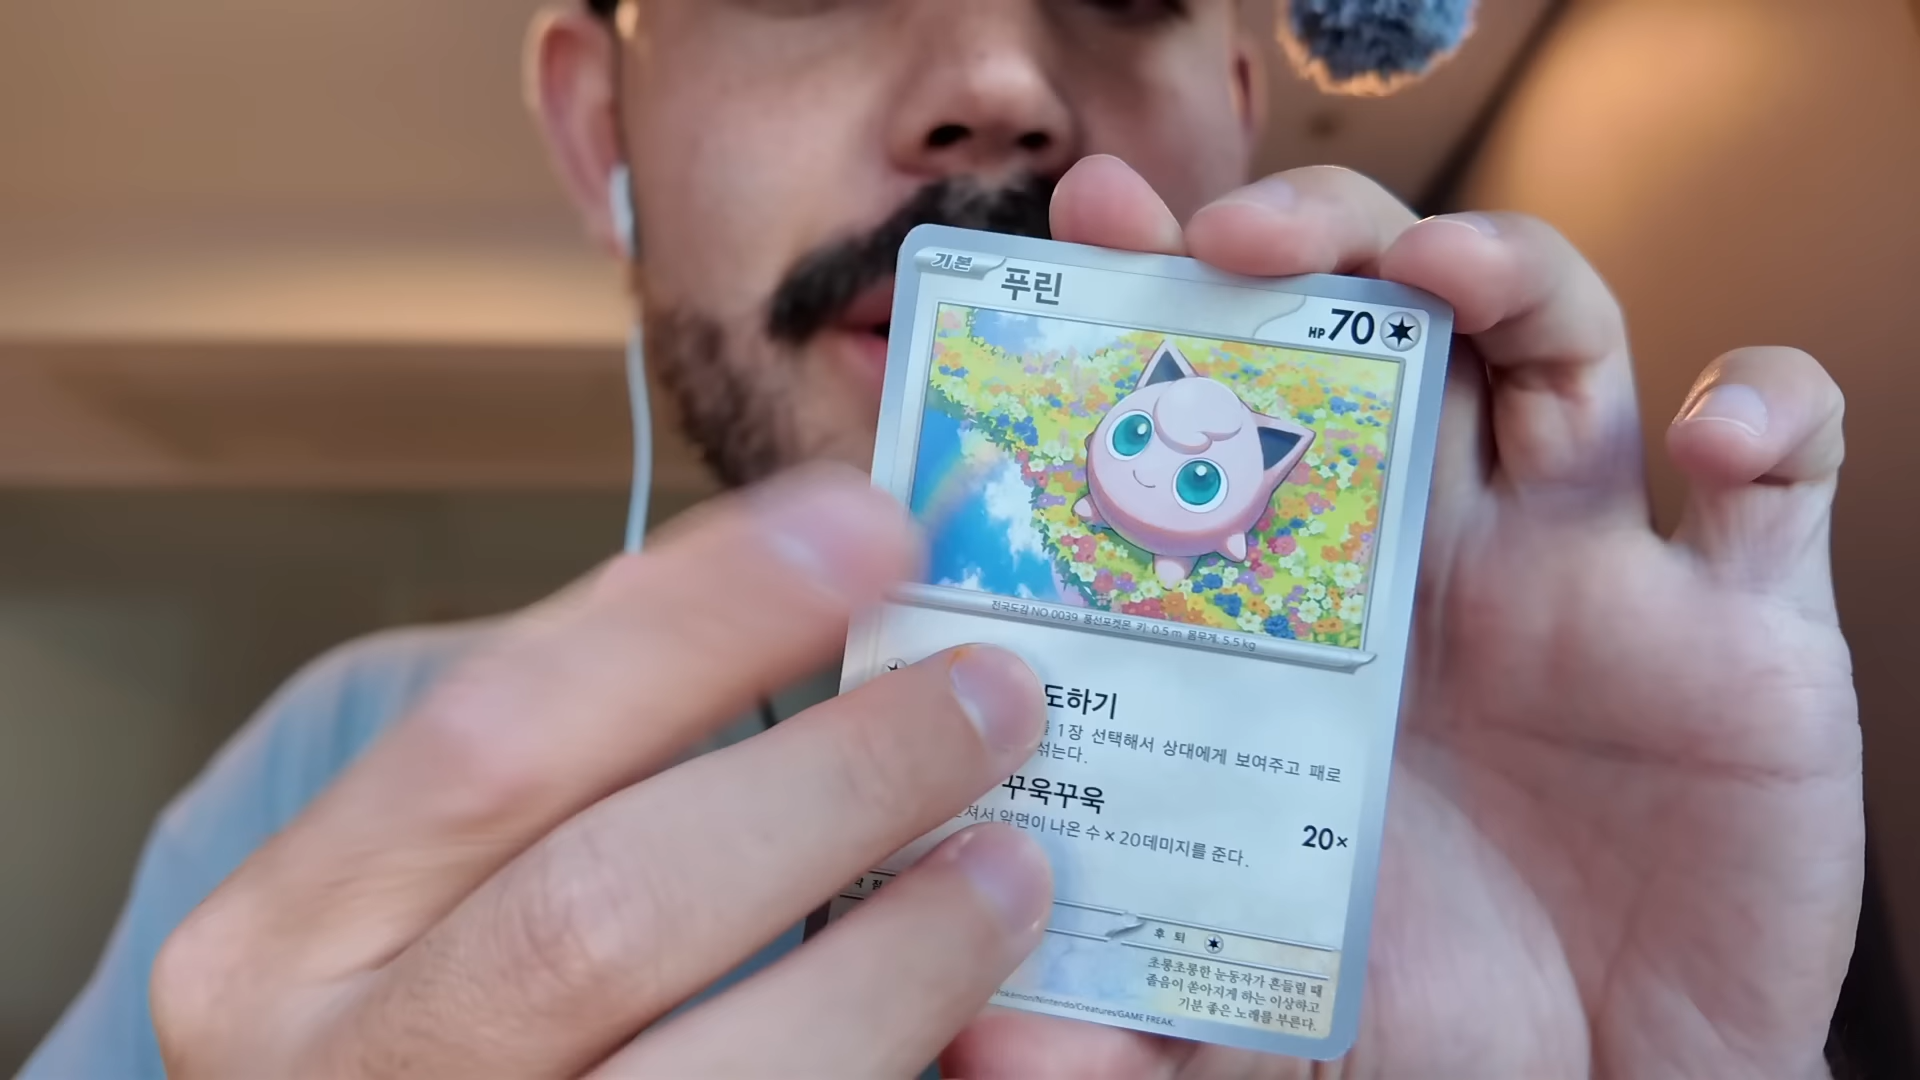 기본 푸린 HP 70
전국도감 NO.0039 풍선포켓몬 키: 0.5 m 몸무게: 5.5 kg
도하기
1장 선택해서 상대에게 보여주고 패로
섞는다.
꾸욱꾸욱 20×
앞면이 나온 수×20데미지를 준다.
후퇴
초롱초롱한 눈동자가 흔들릴 때
졸음이 쏟아지게 하는 이상하고
기분 좋은 노래를 부른다.
Pokémon/Nintendo/Creatures/GAME FREAK.